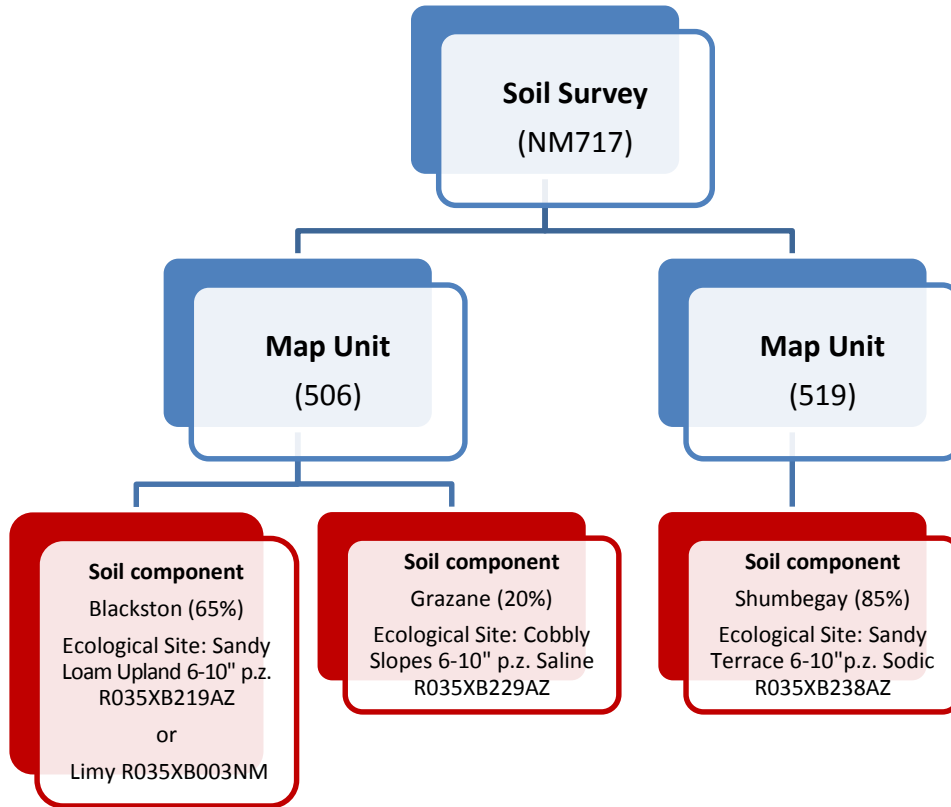 Soil Survey
(NM717)
Map Unit
(506)
Map Unit
(519)
Soil component
Blackston (65%)
Ecological Site: Sandy
Loam Upland 6-10" p.z.
R035XB219AZ
or
Limy R035XB003NM
Soil component
Grazane (20%)
Ecological Site: Cobbly
Slopes 6-10" p.z. Saline
R035XB229AZ
Soil component
Shumbegay (85%)
Ecological Site: Sandy
Terrace 6-10"p.z. Sodic
R035XB238AZ